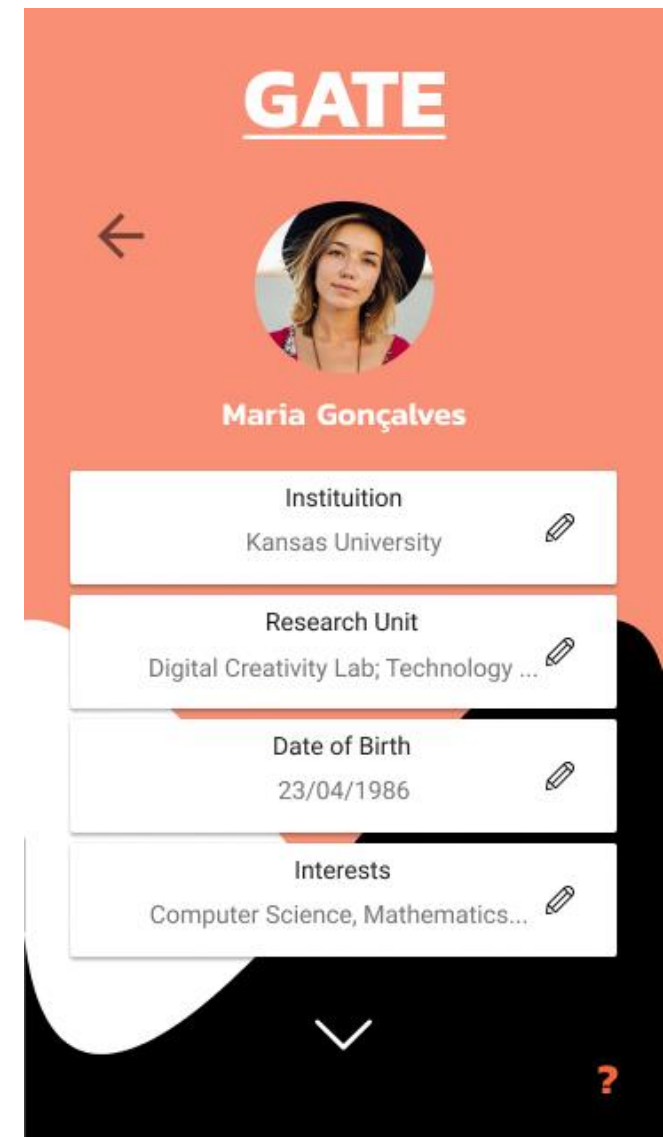 GATE
Maria Gonçalves
Instituition
Kansas University
Research Unit
Digital Creativity Lab; Technology ...
Date of Birth
23/04/1986
Interests
Computer Science, Mathematics...
?